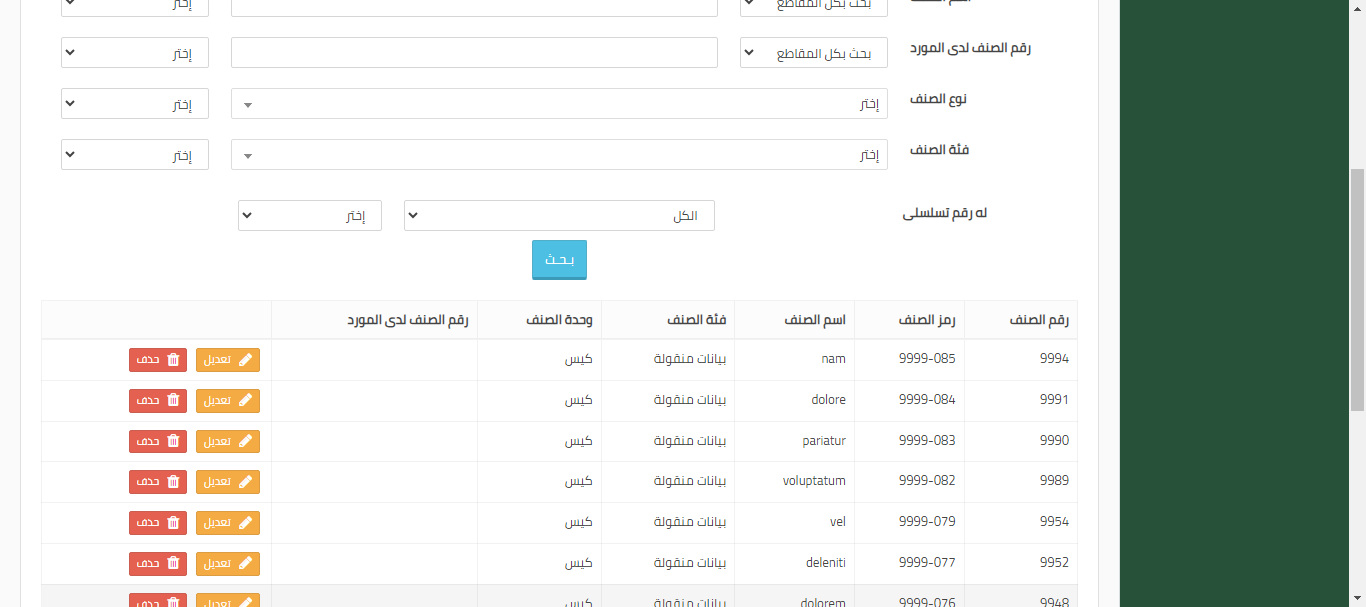 بحث بكل المقاطع إختر
رقم الصنف لدى المورد بحث بكل المقاطع إختر
نوع الصنف إختر إختر
فئة الصنف إختر إختر
له رقم تسلسلى الكل إختر
بـحـث
رقم الصنف رمز الصنف اسم الصنف فئة الصنف وحدة الصنف رقم الصنف لدى المورد
9994 9999-085 nam بيانات منقولة كيس تعديل حذف
9991 9999-084 dolore بيانات منقولة كيس تعديل حذف
9990 9999-083 pariatur بيانات منقولة كيس تعديل حذف
9989 9999-082 voluptatum بيانات منقولة كيس تعديل حذف
9954 9999-079 vel بيانات منقولة كيس تعديل حذف
9952 9999-077 deleniti بيانات منقولة كيس تعديل حذف
9948 9999-076 dolorem بيانات منقولة كيس تعديل حذف